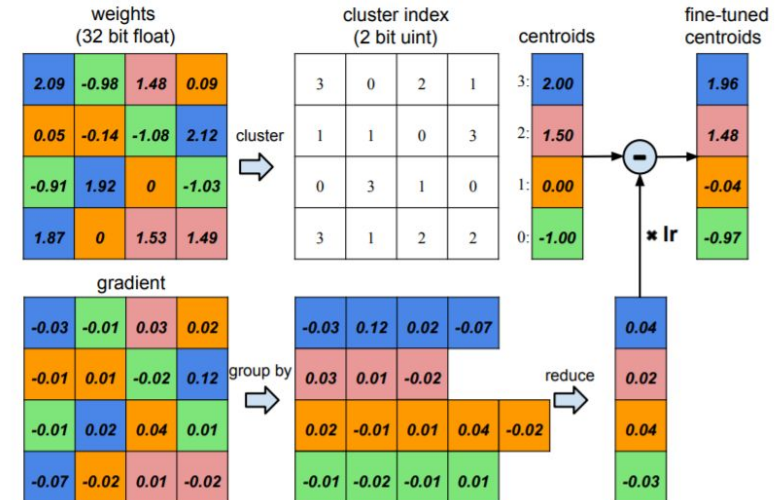 weights
(32 bit float)
cluster index
(2 bit uint)
centroids
fine-tuned
centroids
2.09 -0.98 1.48 0.09
3 0 2 1
3: 2.00
1.96
0.05 -0.14 -1.08 2.12
cluster
1 1 0 3
2: 1.50
1.48
-0.91 1.92 0 -1.03
0 3 1 0
1: 0.00
-0.04
1.87 0 1.53 1.49
3 1 2 2
0: -1.00
× lr
-0.97
gradient
-0.03 -0.01 0.03 0.02
-0.03 0.12 0.02 -0.07
0.04
-0.01 0.01 -0.02 0.12
group by
0.03 0.01 -0.02
reduce
0.02
-0.01 0.02 0.04 0.01
0.02 -0.01 0.01 0.04 -0.02
0.04
-0.07 -0.02 0.01 -0.02
-0.01 -0.02 -0.01 0.01
-0.03